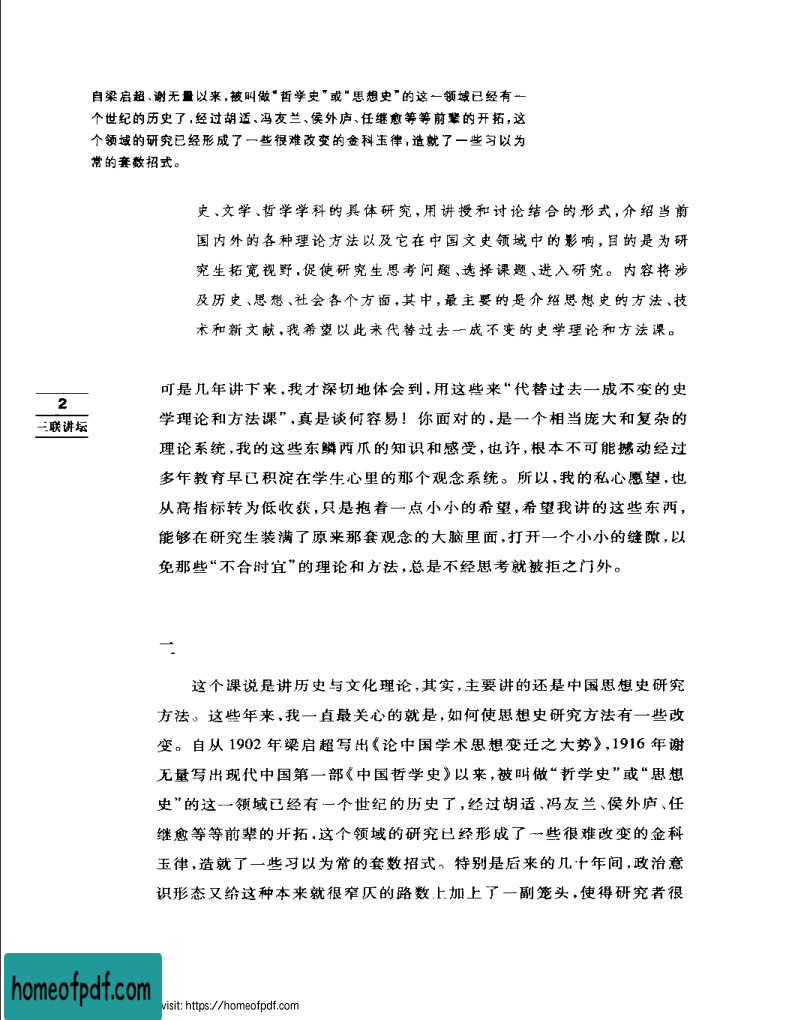 自梁启超、谢无量以来,被叫做“哲学史”或“思想史”的这一领域已经有一
个世纪的历史了,经过胡适、冯友兰、侯外庐、任继愈等等前辈的开拓,这
个领域的研究已经形成了一些很难改变的金科玉律,造就了一些习以为
常的套数招式。
史、文学、哲学学科的具体研究,用讲授和讨论结合的形式,介绍当前
国内外的各种理论方法以及它在中国文史领域中的影响,目的是为研
究生拓宽视野,促使研究生思考问题、选择课题、进入研究。内容将涉
及历史、思想、社会各个方面,其中,最主要的是介绍思想史的方法、技
术和新文献,我希望以此来代替过去一成不变的史学理论和方法课。
2
三联讲坛
可是几年讲下来,我才深切地体会到,用这些来“代替过去一成不变的史
学理论和方法课”,真是谈何容易!你面对的,是一个相当庞大和复杂的
理论系统,我的这些东鳞西爪的知识和感受,也许,根本不可能撼动经过
多年教育早已积淀在学生心里的那个观念系统。所以,我的私心愿望,也
从高指标转为低收获,只是抱着一点小小的希望,希望我讲的这些东西,
能够在研究生装满了原来那套观念的大脑里面,打开一个小小的缝隙,以
免那些“不合时宜”的理论和方法,总是不经思考就被拒之门外。
一
这个课说是讲历史与文化理论,其实,主要讲的还是中国思想史研究
方法。这些年来,我一直最关心的就是,如何使思想史研究方法有一些改
变。自从1902年梁启超写出《论中国学术思想变迁之大势》,1916年谢
无量写出现代中国第一部《中国哲学史》以来,被叫做“哲学史”或“思想
史”的这一领域已经有一个世纪的历史了,经过胡适、冯友兰、侯外庐、任
继愈等等前辈的开拓,这个领域的研究已经形成了一些很难改变的金科
玉律,造就了一些习以为常的套数招式。特别是后来的几十年间,政治意
识形态又给这种本来就很窄仄的路数上加上了一副笼头,使得研究者很
homeofpdf.com
visit: https://homeofpdf.com